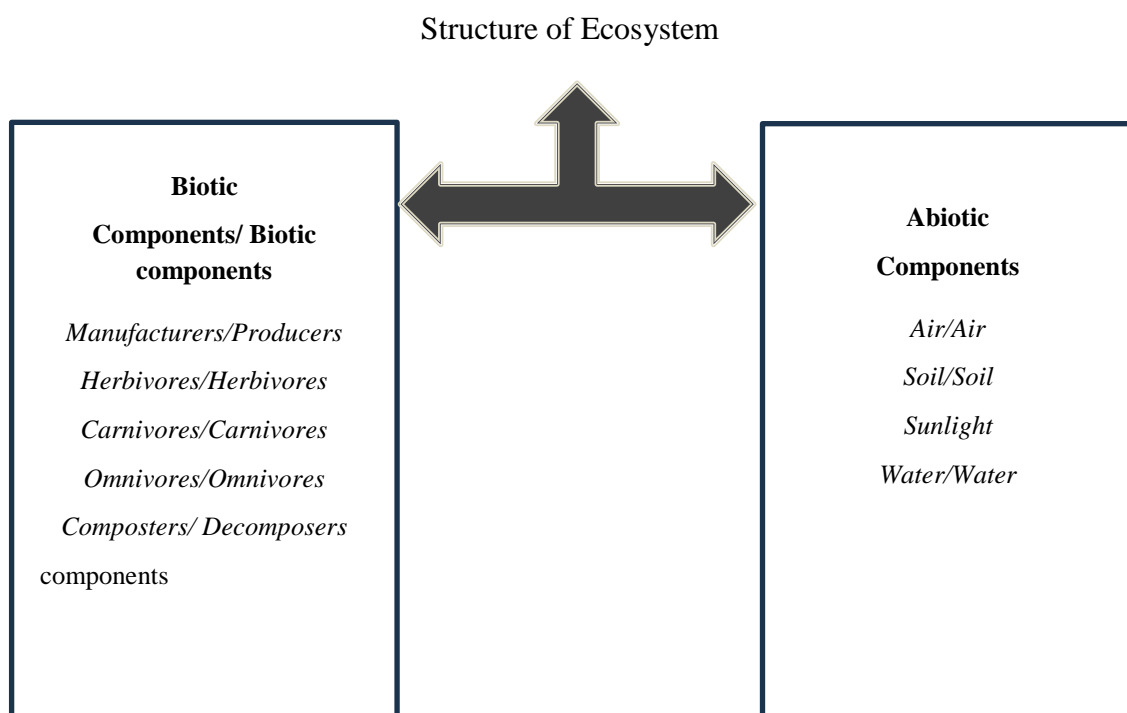 Structure of Ecosystem
Biotic
Components/ Biotic
components
Manufacturers/Producers
Herbivores/Herbivores
Carnivores/Carnivores
Omnivores/Omnivores
Composters/ Decomposers
components
Abiotic
Components
Air/Air
Soil/Soil
Sunlight
Water/Water